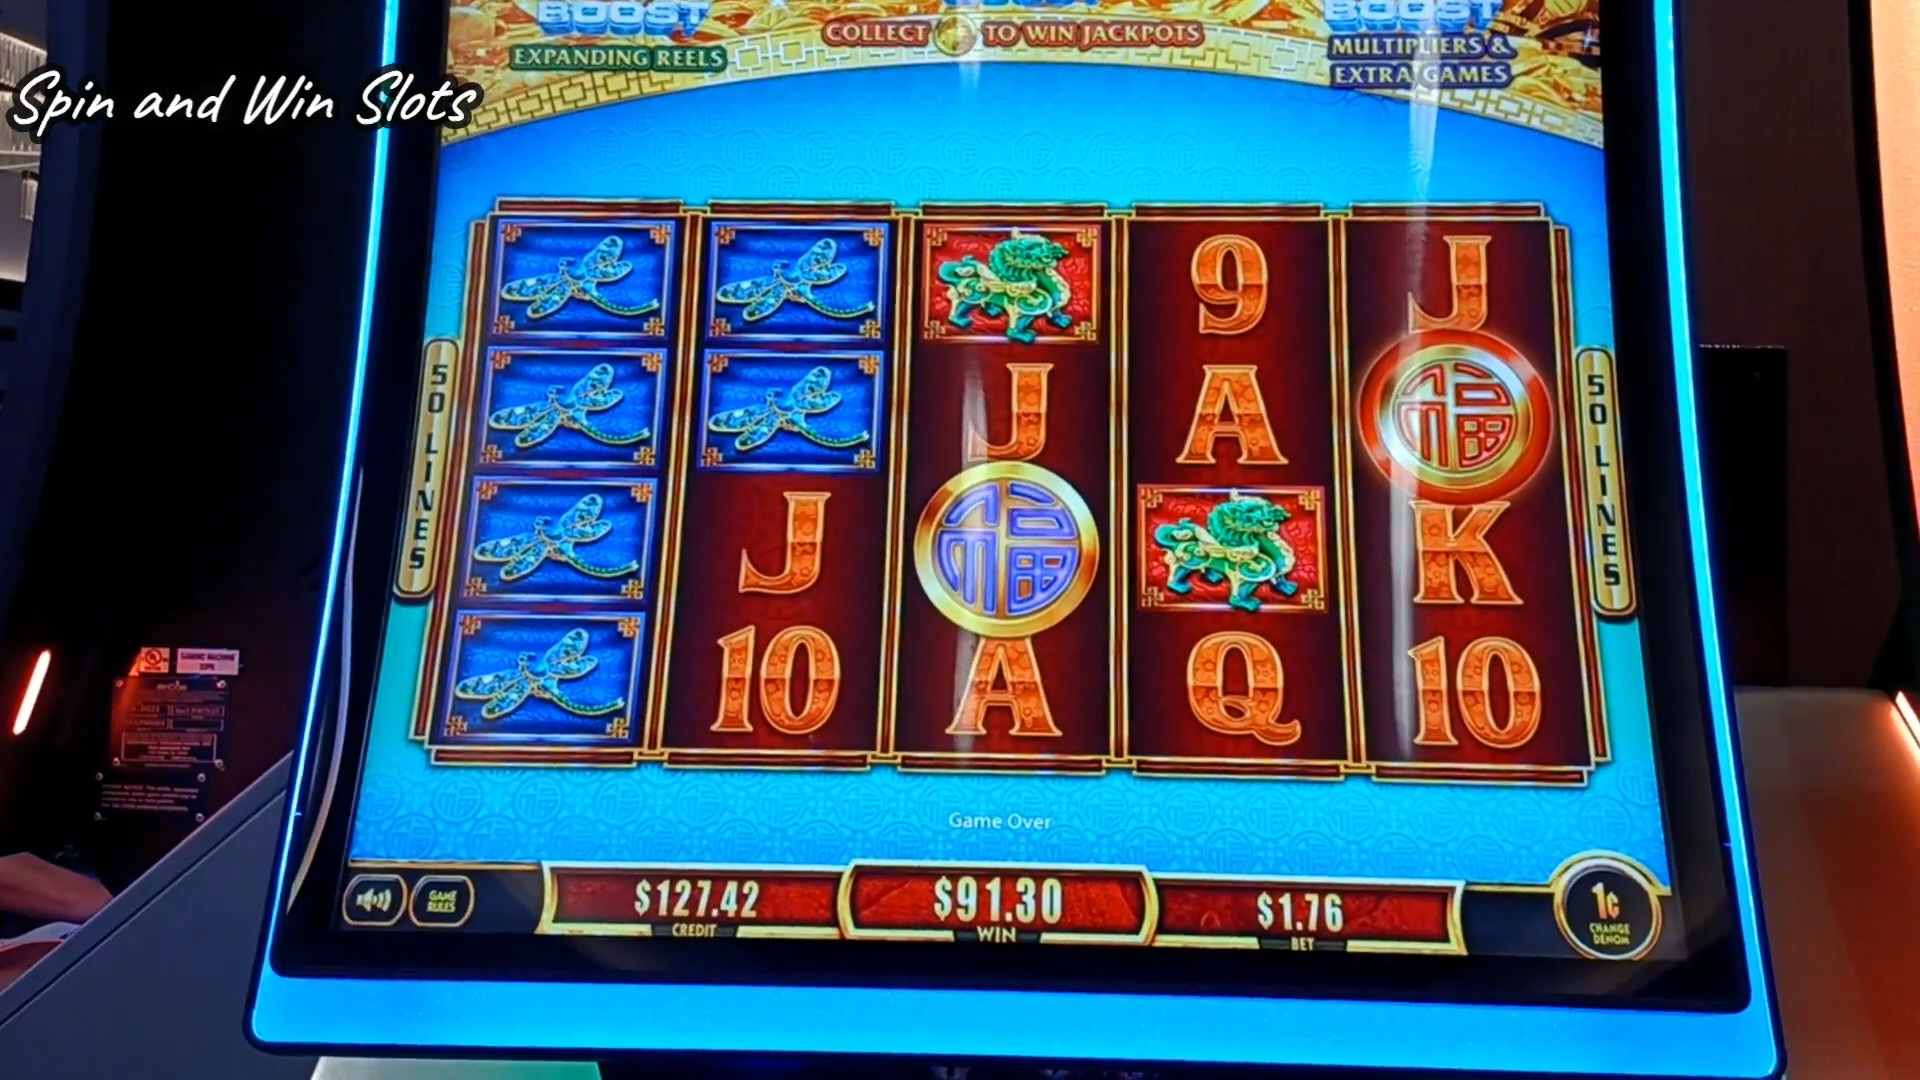 BOOST
BOOST
COLLECT TO WIN JACKPOTS
EXPANDING REELS
MULTIPLIERS &
EXTRA GAMES
Spin and Win Slots
9
J
J
A
福
50 LINES
50 LINES
福
J
K
10
A
Q
10
Game Over
GAME
RULES
$127.42
CREDIT
$91.30
WIN
$1.76
BET
1¢
CHANGE
DENOM